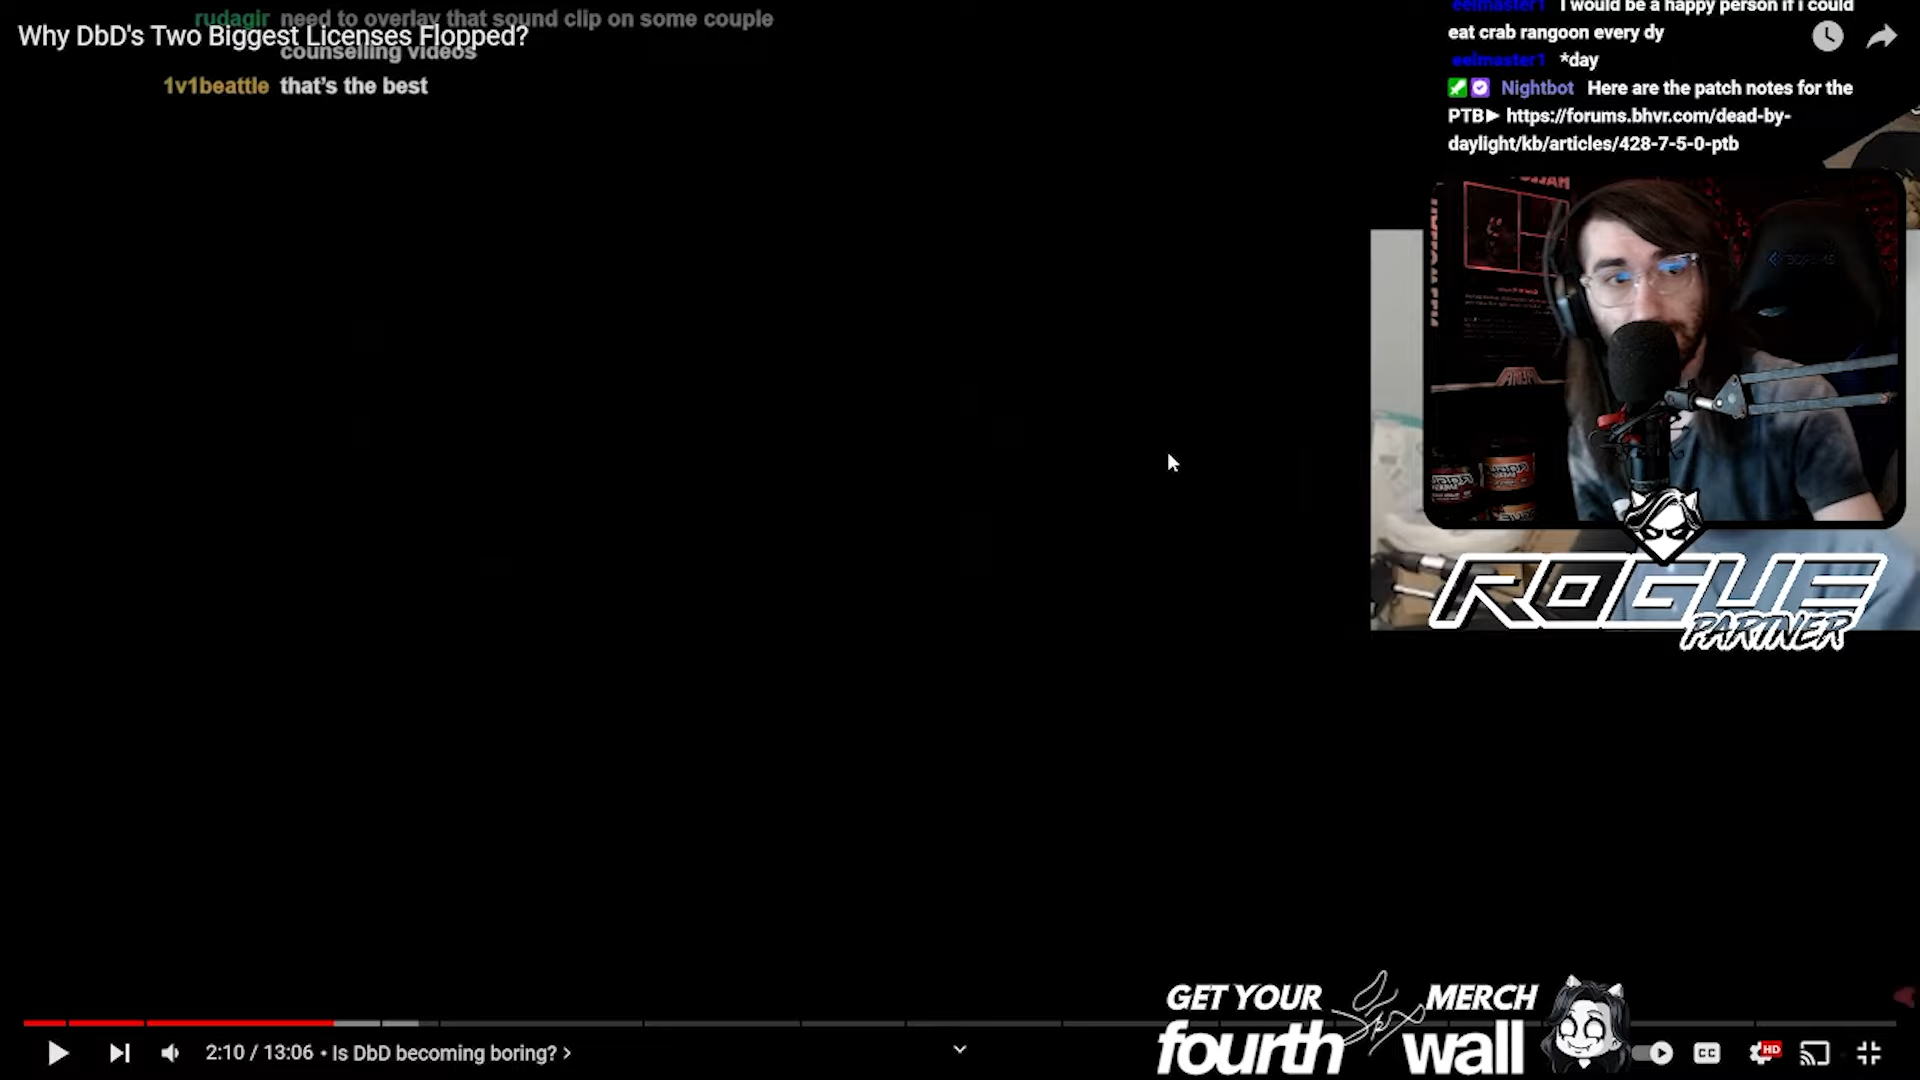 rudagir need to overlay that sound clip on some couple
counselling videos
Why DbD's Two Biggest Licenses Flopped?
1v1beattle that's the best
eelmaster1 I would be a happy person if i could
eat crab rangoon every dy
eelmaster1 *day
Nightbot Here are the patch notes for the
PTB▶ https://forums.bhvr.com/dead-by-
daylight/kb/articles/428-7-5-0-ptb
ROGUE
PARTNER
GET YOUR MERCH
fourth wall
2:10 / 13:06 • Is DbD becoming boring? >
CC
HD